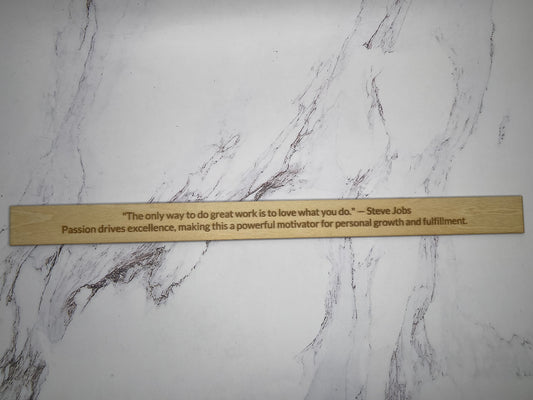 "The only way to do great work is to love what you do." — Steve Jobs
Passion drives excellence, making this a powerful motivator for personal growth and fulfillment.